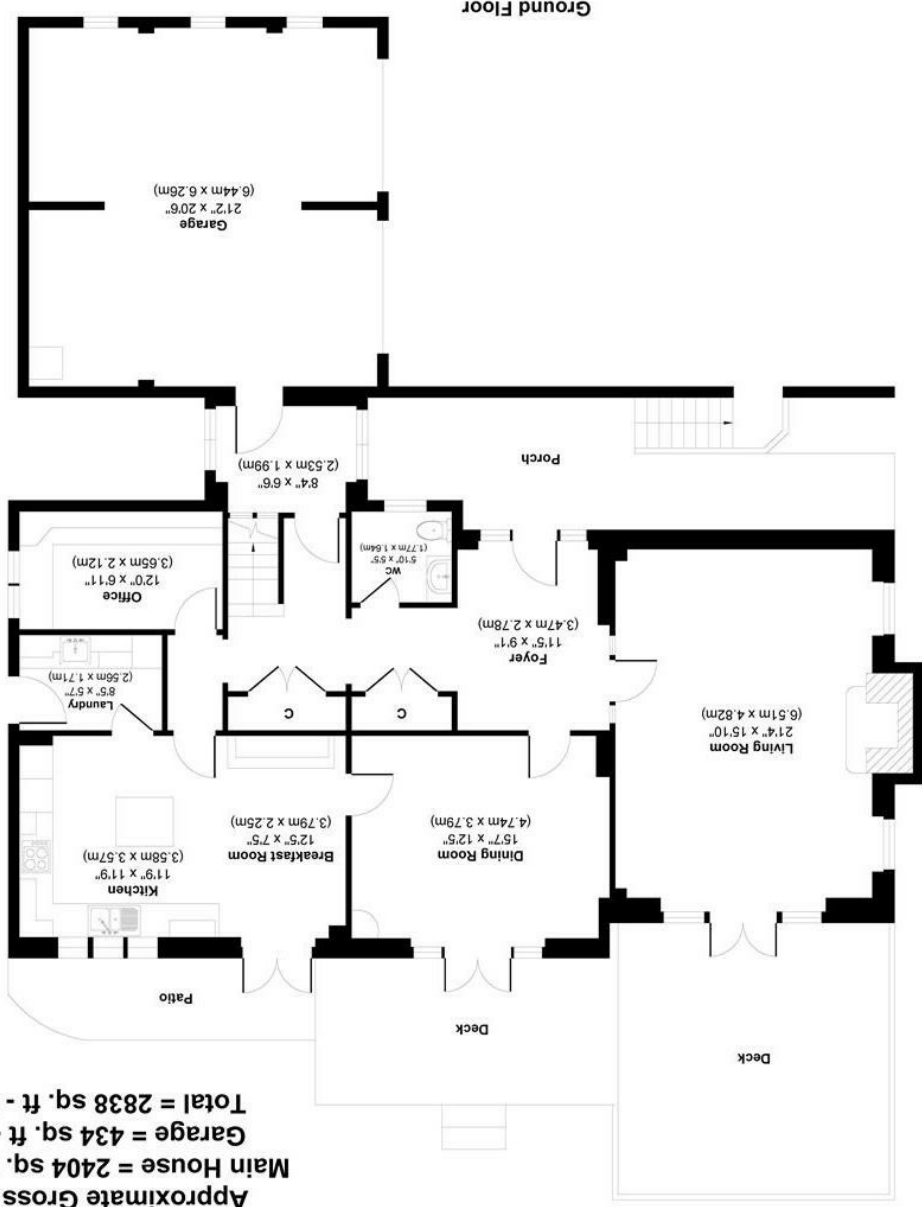 Approximate Gross
Main House = 2404 sq.
Garage = 434 sq. ft -
Total = 2838 sq. ft -
Deck
Deck
Patio
Living Room
21'4" x 15'10"
(6.51m x 4.82m)
Dining Room
15'7" x 12'5"
(4.74m x 3.79m)
Breakfast Room
12'5" x 7'5"
(3.79m x 2.25m)
Kitchen
11'9" x 11'9"
(3.58m x 3.57m)
C
C
Laundry
8'5" x 5'7"
(2.56m x 1.71m)
Foyer
11'5" x 9'1"
(3.47m x 2.78m)
Office
12'0" x 6'11"
(3.65m x 2.12m)
WC
5'10" x 5'5"
(1.77m x 1.64m)
Porch
8'4" x 6'6"
(2.53m x 1.99m)
Garage
21'2" x 20'6"
(6.44m x 6.26m)
Ground Floor